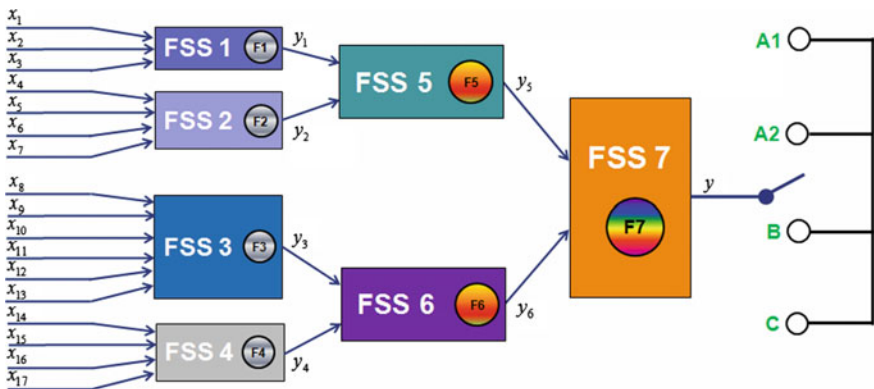 x1
x2
x3
x4
x5
x6
x7
x8
x9
x10
x11
x12
x13
x14
x15
x16
x17
FSS 1 F1
FSS 2 F2
FSS 3 F3
FSS 4 F4
y1
y2
y3
y4
FSS 5 F5
FSS 6 F6
y5
y6
FSS 7
F7
y
A1
A2
B
C